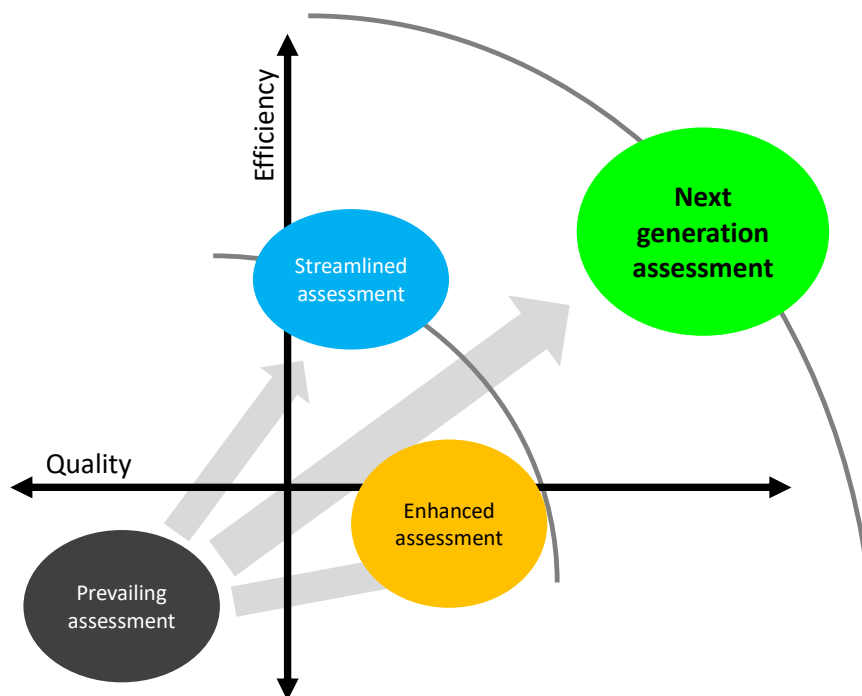 Efficiency
Next
generation
assessment
Streamlined
assessment
Quality
Enhanced
assessment
Prevailing
assessment